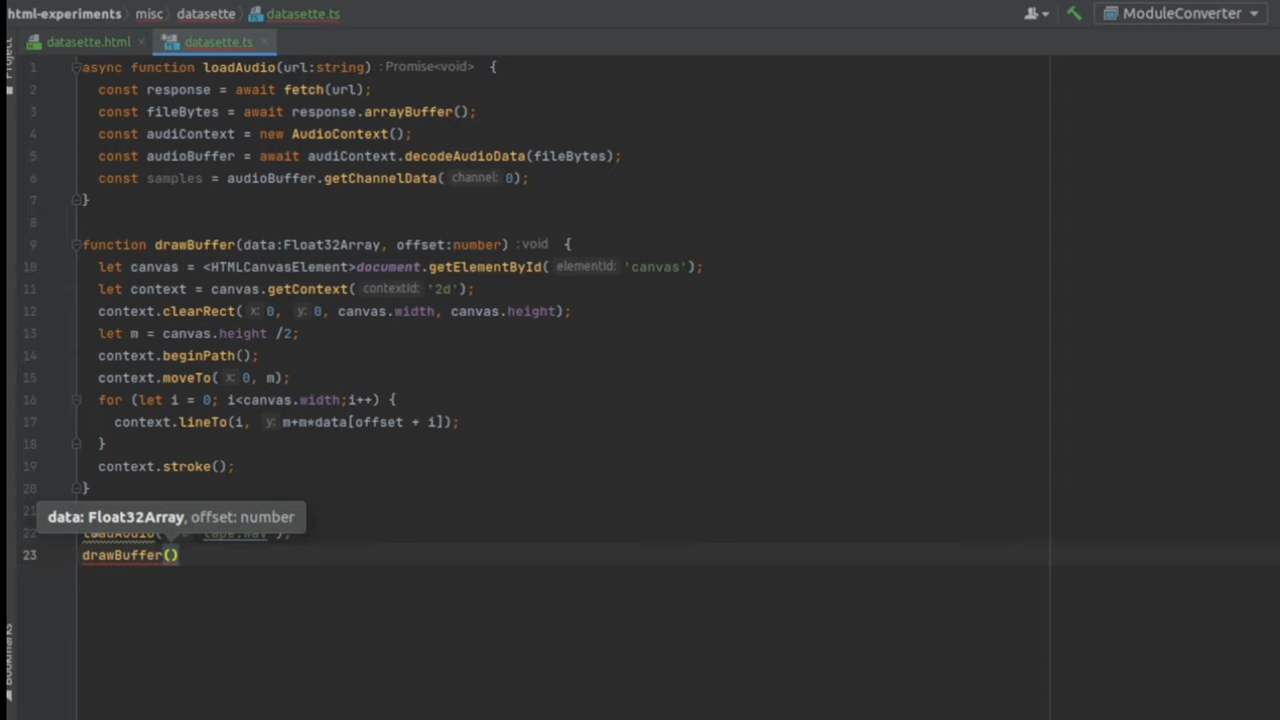 html-experiments misc datasette datasette.ts ModuleConverter
datasette.html datasette.ts
Project
1 async function loadAudio(url:string) : Promise<void> {
2 const response = await fetch(url);
3 const fileBytes = await response.arrayBuffer();
4 const audiContext = new AudioContext();
5 const audioBuffer = await audiContext.decodeAudioData(fileBytes);
6 const samples = audioBuffer.getChannelData( channel: 0);
7 }
8
9 function drawBuffer(data:Float32Array, offset:number) : void {
10 let canvas = <HTMLCanvasElement>document.getElementById( elementId: 'canvas');
11 let context = canvas.getContext( contextId: '2d');
12 context.clearRect( x: 0, y: 0, canvas.width, canvas.height);
13 let m = canvas.height /2;
14 context.beginPath();
15 context.moveTo( x: 0, m);
16 for (let i = 0; i<canvas.width;i++) {
17 context.lineTo(i, y: m+m*data[offset + i]);
18 }
19 context.stroke();
20 }
21
data: Float32Array, offset: number
22 loadAudio( 'tape.wav' );
23 drawBuffer()
Bookmarks